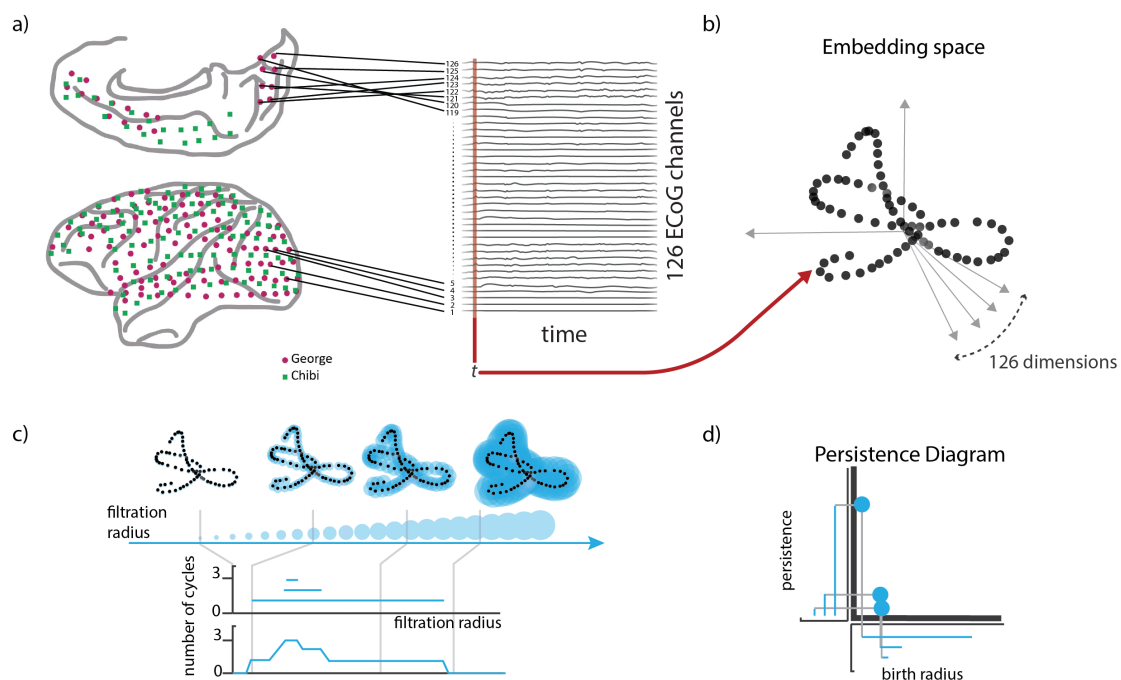 a)
126
125
124
123
122
121
120
119
5
4
3
2
1
126 ECoG channels
time
t
George
Chibi
b)
Embedding space
126 dimensions
c)
filtration
radius
number of cycles
3
0
filtration radius
3
0
d)
Persistence Diagram
persistence
birth radius